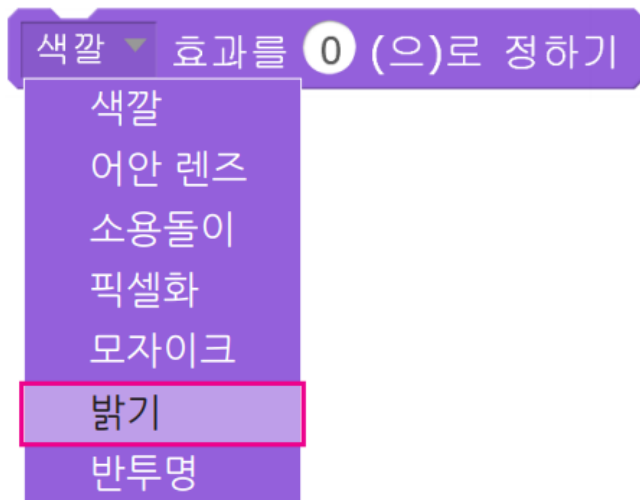 색깔 효과를 0 (으)로 정하기
색깔
어안 렌즈
소용돌이
픽셀화
모자이크
밝기
반투명